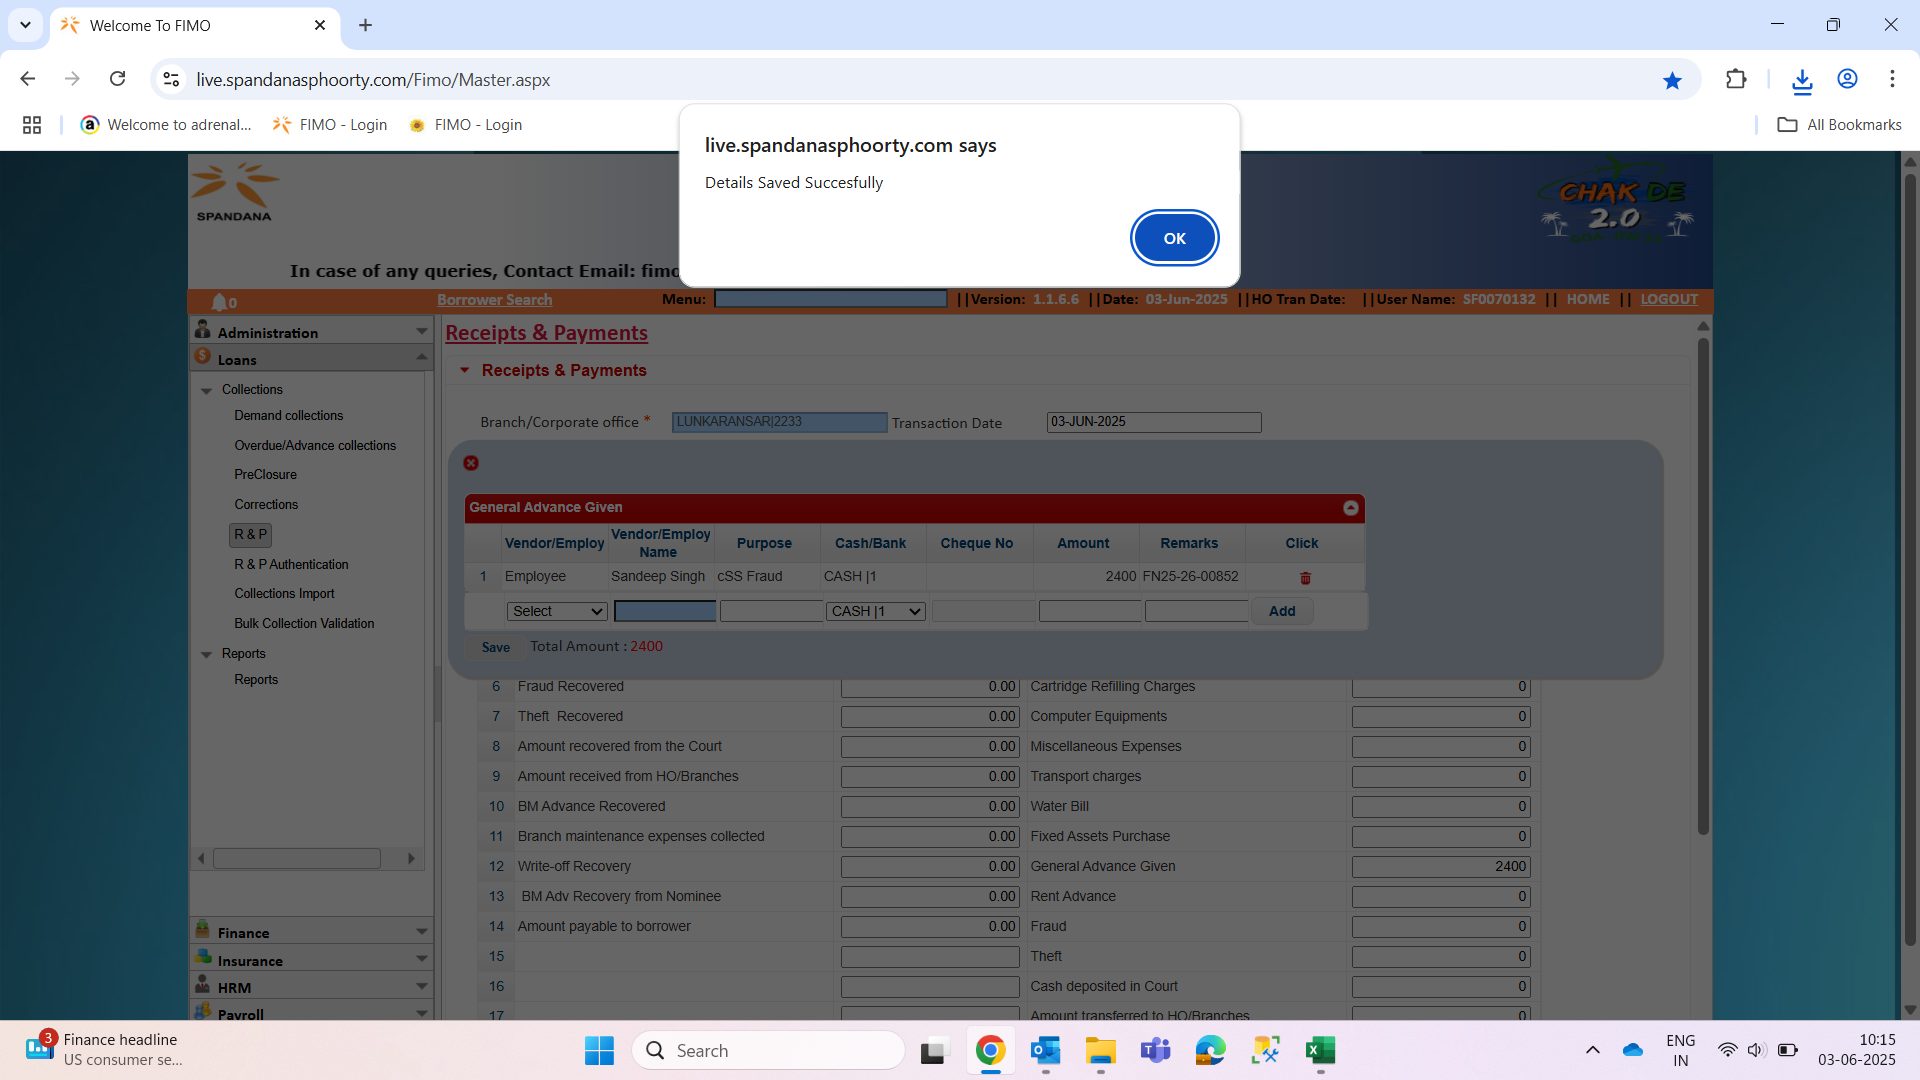 Welcome To FIMO
live.spandanasphoorty.com/Fimo/Master.aspx
Welcome to adrenal... FIMO - Login FIMO - Login All Bookmarks
live.spandanasphoorty.com says
Details Saved Succesfully
OK
SPANDANA
CHAK DE
2.0
In case of any queries, Contact Email: fimo
0 Borrower Search Menu: ||Version: 1.1.6.6 ||Date: 03-Jun-2025 ||HO Tran Date: ||User Name: SF0070132 || HOME || LOGOUT
Administration
Loans
Collections
Demand collections
Overdue/Advance collections
PreClosure
Corrections
R & P
R & P Authentication
Collections Import
Bulk Collection Validation
Reports
Reports
Finance
Insurance
HRM
Payroll
Receipts & Payments
Receipts & Payments
Branch/Corporate office * LUNKARANSAR|2233 Transaction Date 03-JUN-2025
General Advance Given
Vendor/Employ Vendor/Employ Name Purpose Cash/Bank Cheque No Amount Remarks Click
1 Employee Sandeep Singh cSS Fraud CASH |1 2400 FN25-26-00852
Select CASH |1 Add
Save Total Amount : 2400
6 Fraud Recovered 0.00 Cartridge Refilling Charges 0
7 Theft Recovered 0.00 Computer Equipments 0
8 Amount recovered from the Court 0.00 Miscellaneous Expenses 0
9 Amount received from HO/Branches 0.00 Transport charges 0
10 BM Advance Recovered 0.00 Water Bill 0
11 Branch maintenance expenses collected 0.00 Fixed Assets Purchase 0
12 Write-off Recovery 0.00 General Advance Given 2400
13 BM Adv Recovery from Nominee 0.00 Rent Advance 0
14 Amount payable to borrower 0.00 Fraud 0
15 Theft 0
16 Cash deposited in Court 0
17 Amount transferred to HO/Branches 0
3 Finance headline
US consumer se...
Search
ENG
IN
10:15
03-06-2025